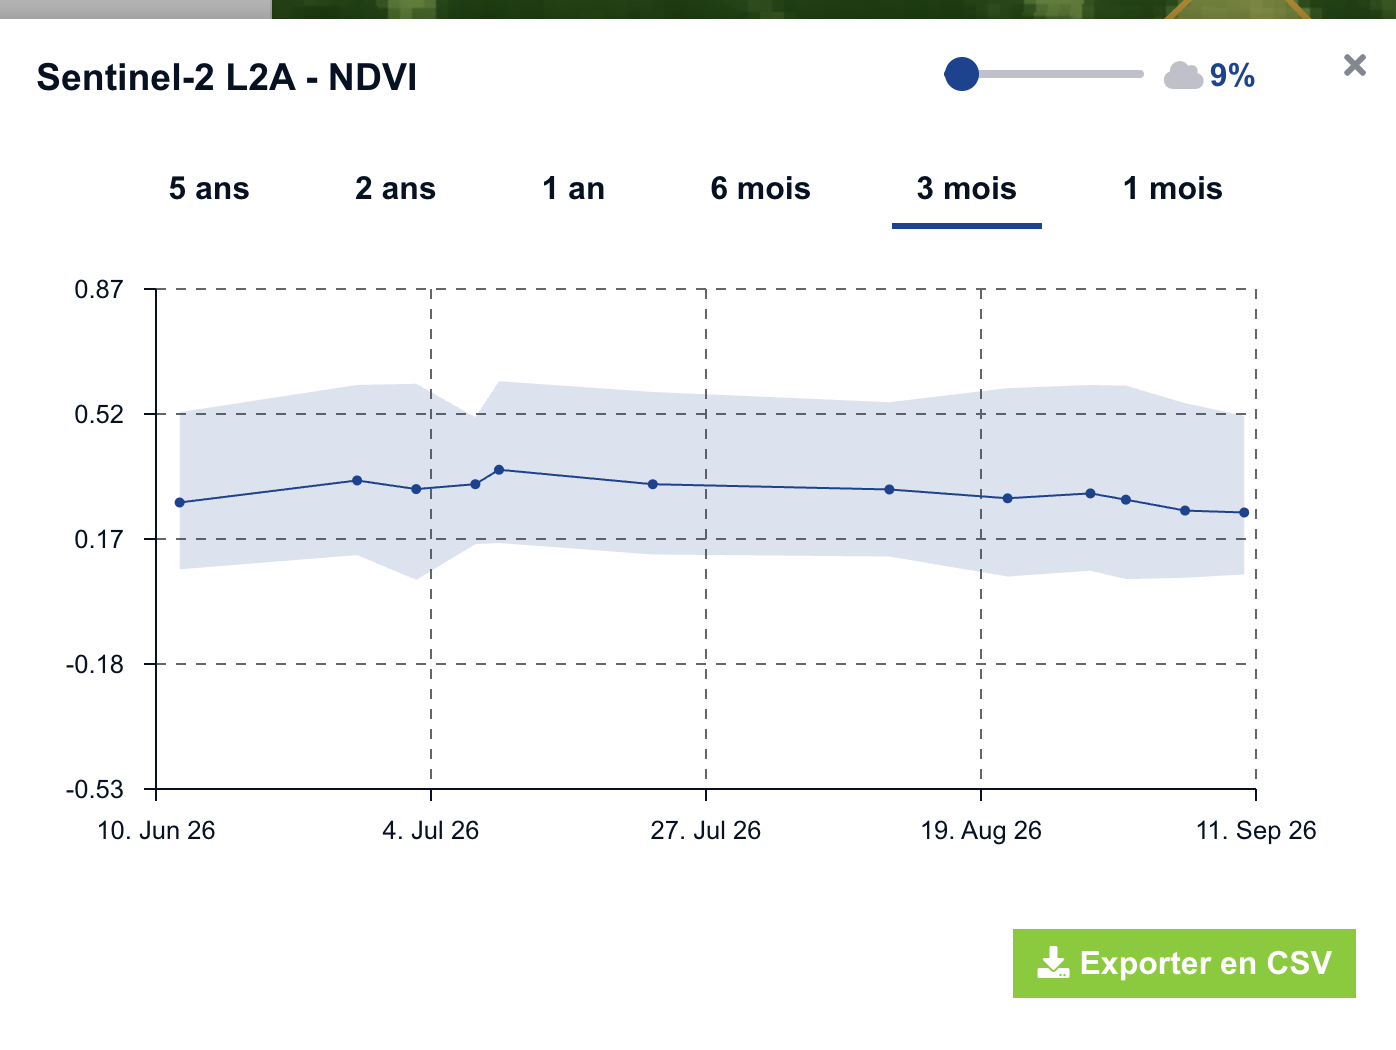 Sentinel-2 L2A - NDVI
9%
5 ans 2 ans 1 an 6 mois 3 mois 1 mois
0.87
0.52
0.17
-0.18
-0.53
10. Jun 26 4. Jul 26 27. Jul 26 19. Aug 26 11. Sep 26
Exporter en CSV